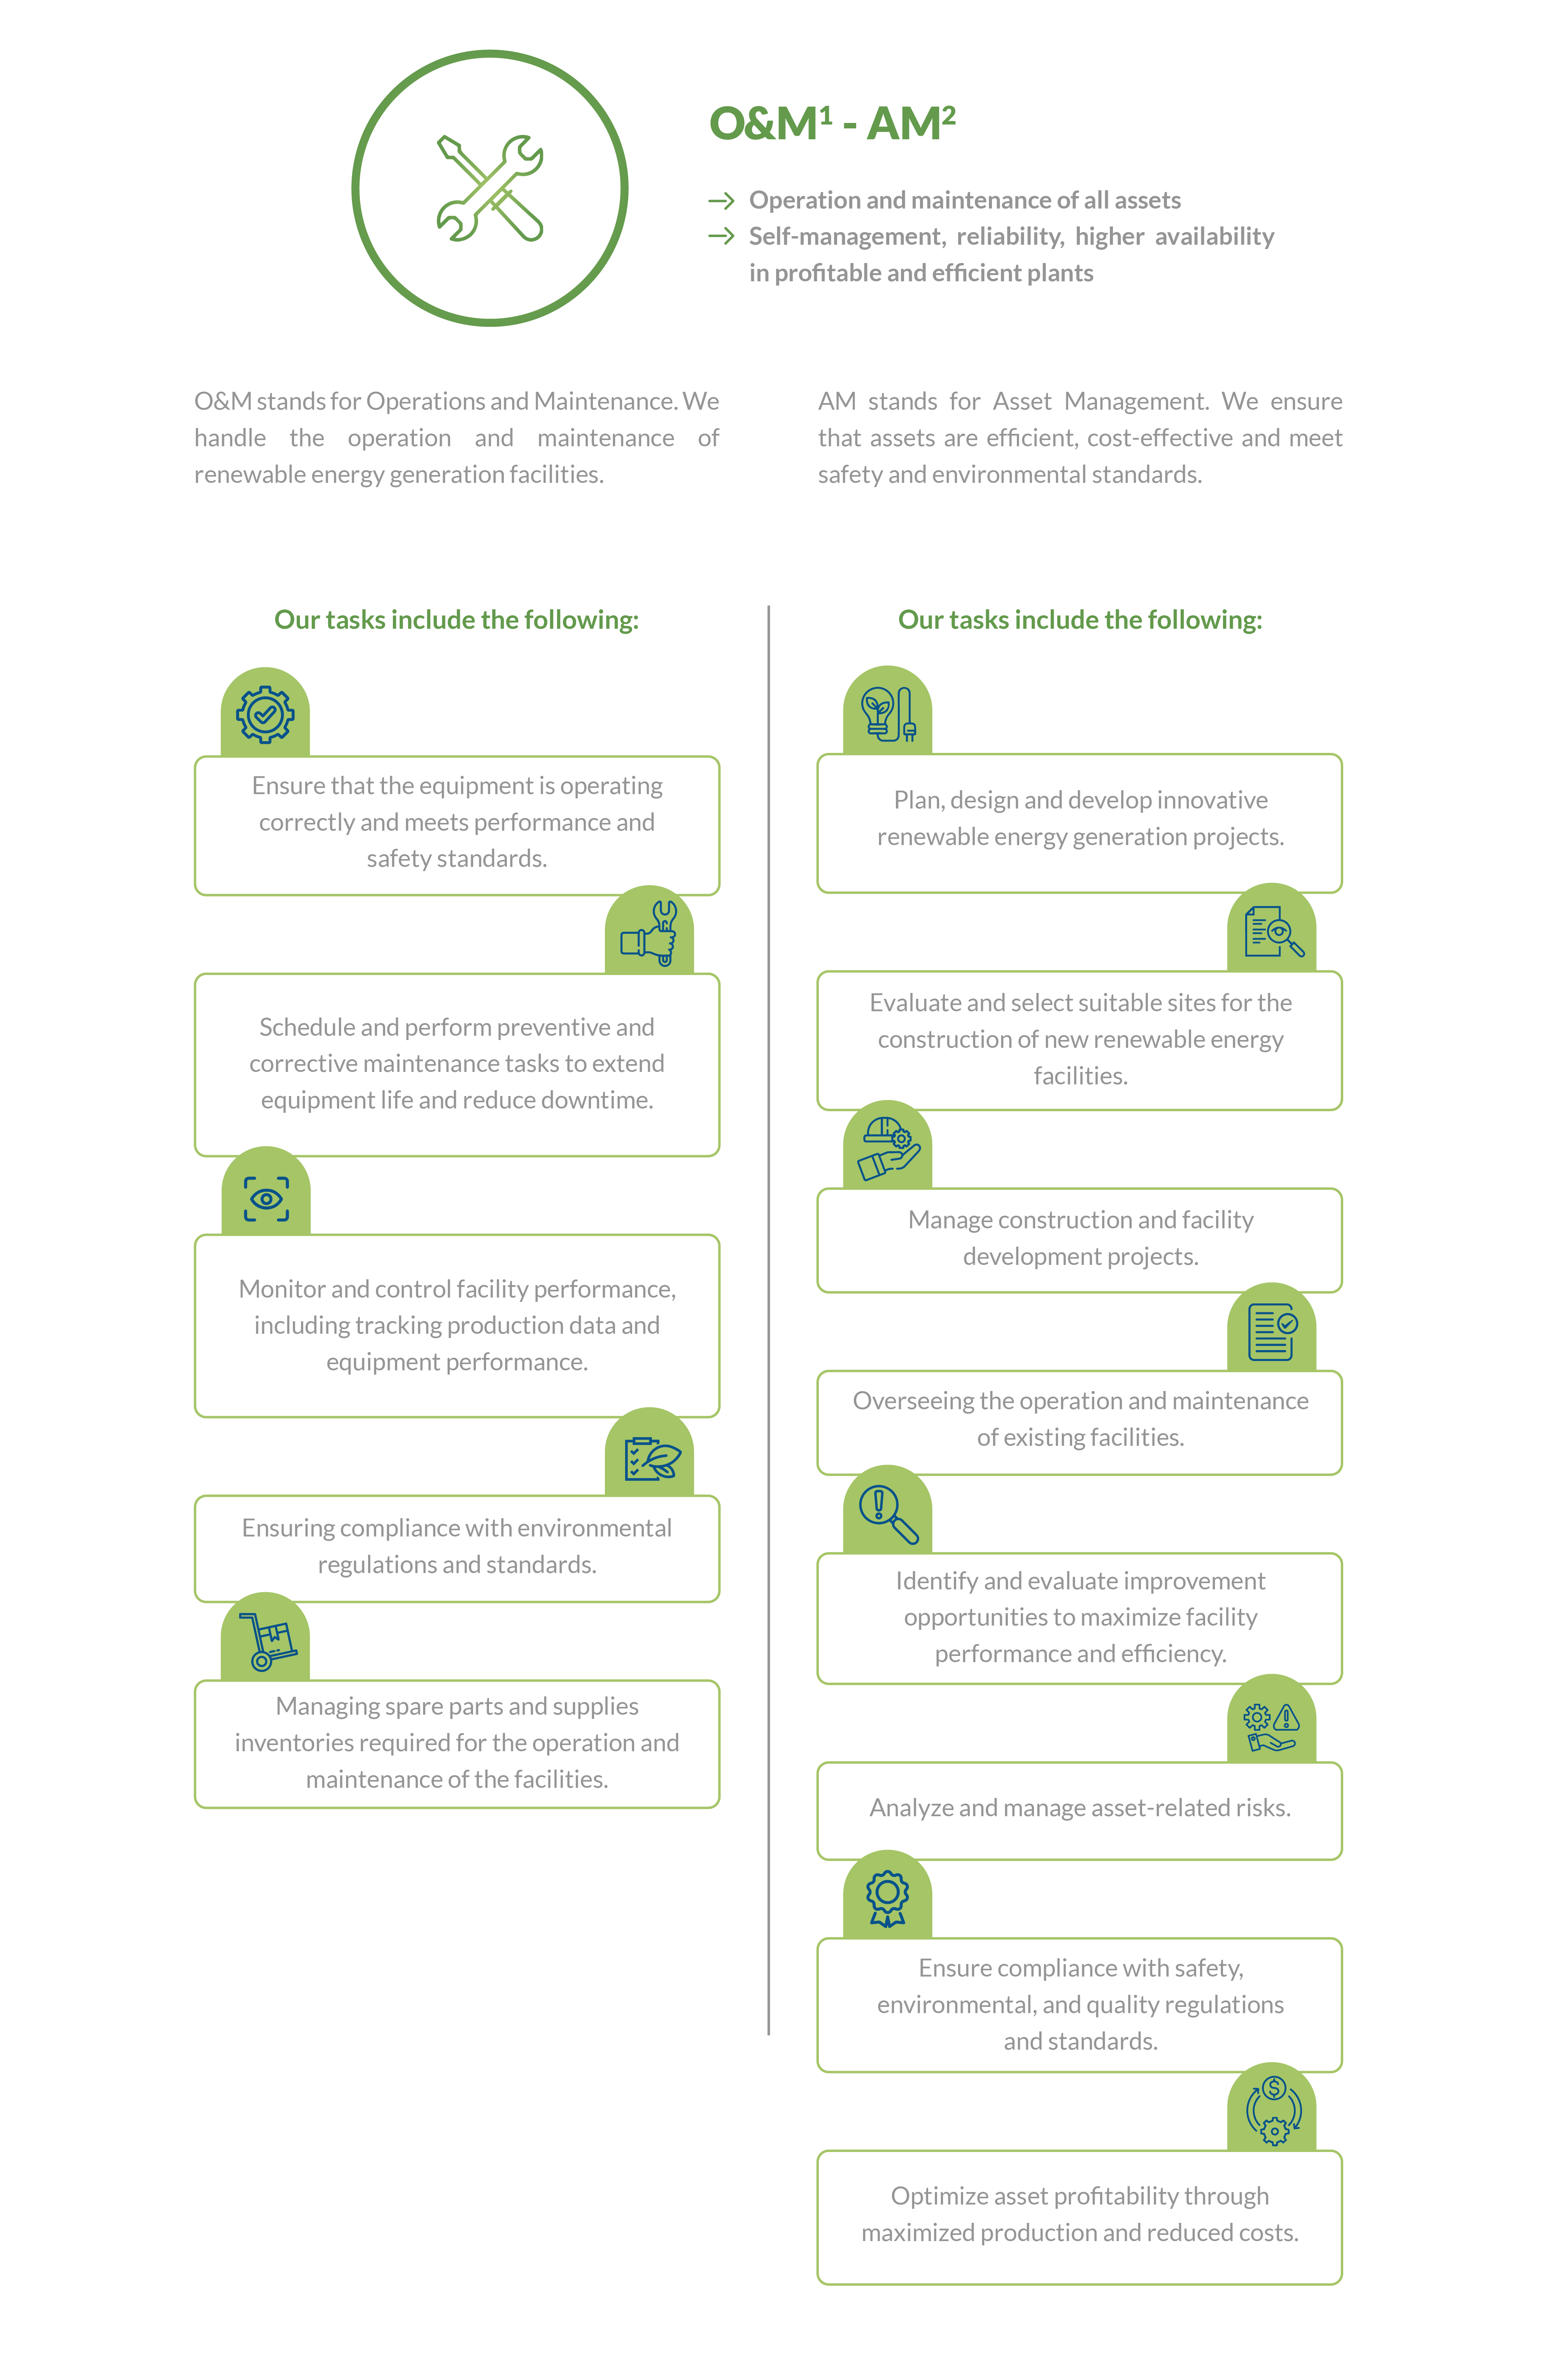 O&M¹ - AM²
Operation and maintenance of all assets
Self-management, reliability, higher availability
in profitable and efficient plants
O&M stands for Operations and Maintenance. We
handle the operation and maintenance of
renewable energy generation facilities.
AM stands for Asset Management. We ensure
that assets are efficient, cost-effective and meet
safety and environmental standards.
Our tasks include the following:
Ensure that the equipment is operating
correctly and meets performance and
safety standards.
Schedule and perform preventive and
corrective maintenance tasks to extend
equipment life and reduce downtime.
Monitor and control facility performance,
including tracking production data and
equipment performance.
Ensuring compliance with environmental
regulations and standards.
Managing spare parts and supplies
inventories required for the operation and
maintenance of the facilities.
Our tasks include the following:
Plan, design and develop innovative
renewable energy generation projects.
Evaluate and select suitable sites for the
construction of new renewable energy
facilities.
Manage construction and facility
development projects.
Overseeing the operation and maintenance
of existing facilities.
Identify and evaluate improvement
opportunities to maximize facility
performance and efficiency.
Analyze and manage asset-related risks.
Ensure compliance with safety,
environmental, and quality regulations
and standards.
Optimize asset profitability through
maximized production and reduced costs.